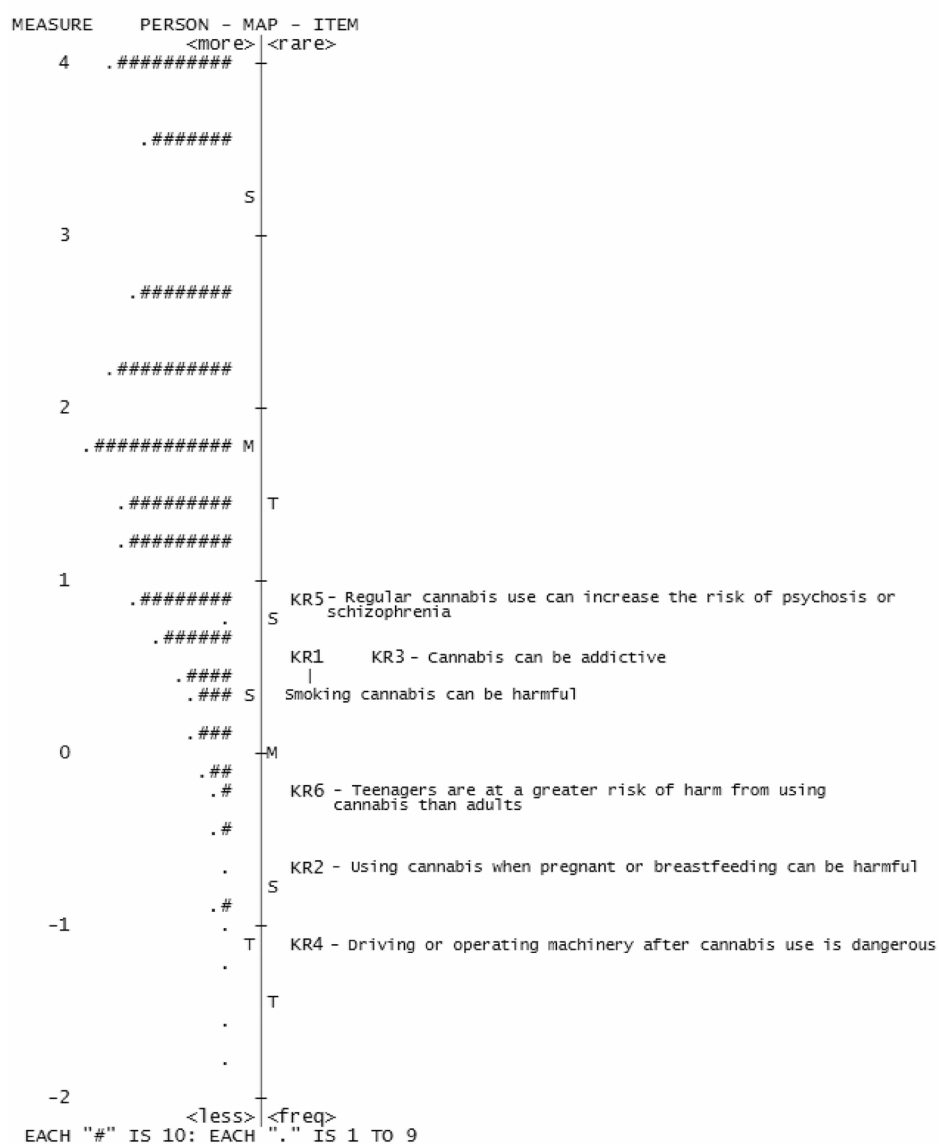 MEASURE PERSON - MAP - ITEM
<more>|<rare>
4 .########## +
.#######
S
3 +
.########
.##########
2 +
.############ M
.######### T
.#########
1 +
.######## KR5 - Regular cannabis use can increase the risk of psychosis or
. S schizophrenia
.######
KR1 KR3 - Cannabis can be addictive
.#### |
.### S Smoking cannabis can be harmful
.###
0 +M
.##
.# KR6 - Teenagers are at a greater risk of harm from using
cannabis than adults
.#
. KR2 - Using cannabis when pregnant or breastfeeding can be harmful
S
.#
-1 . +
T KR4 - Driving or operating machinery after cannabis use is dangerous
.
T
.
.
-2 +
<less>|<freq>
EACH "#" IS 10: EACH "." IS 1 TO 9